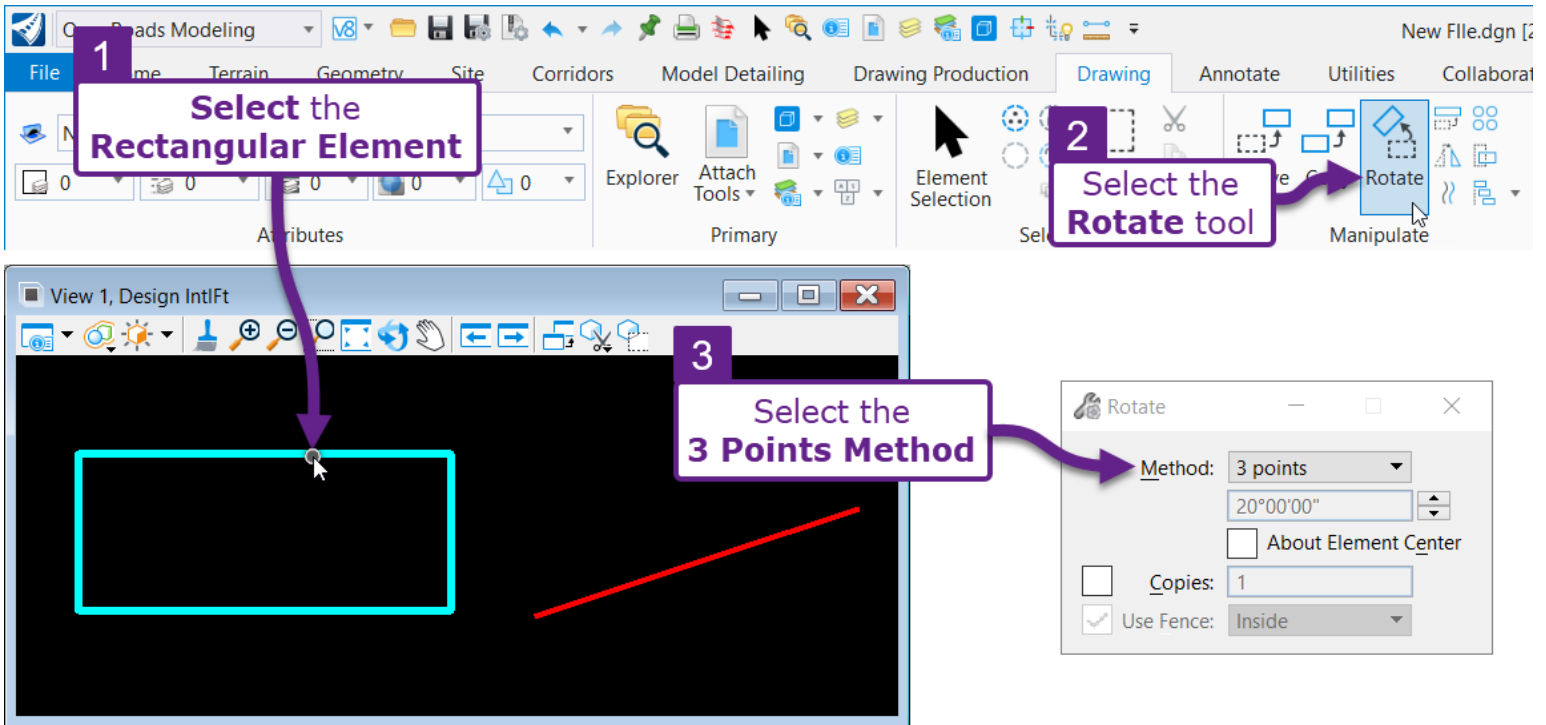 Roads Modeling
V8
New FIle.dgn [2
1
File
Terrain
Geometry
Site
Corridors
Model Detailing
Drawing Production
Drawing
Annotate
Utilities
Collaborat
Select the
Rectangular Element
0
0
0
0
0
Attributes
Explorer
Attach
Tools
Primary
Element
Selection
2
Select the
Rotate tool
Rotate
Manipulate
View 1, Design IntlFt
3
Select the
3 Points Method
Rotate
Method: 3 points
20°00'00"
About Element Center
Copies: 1
Use Fence: Inside